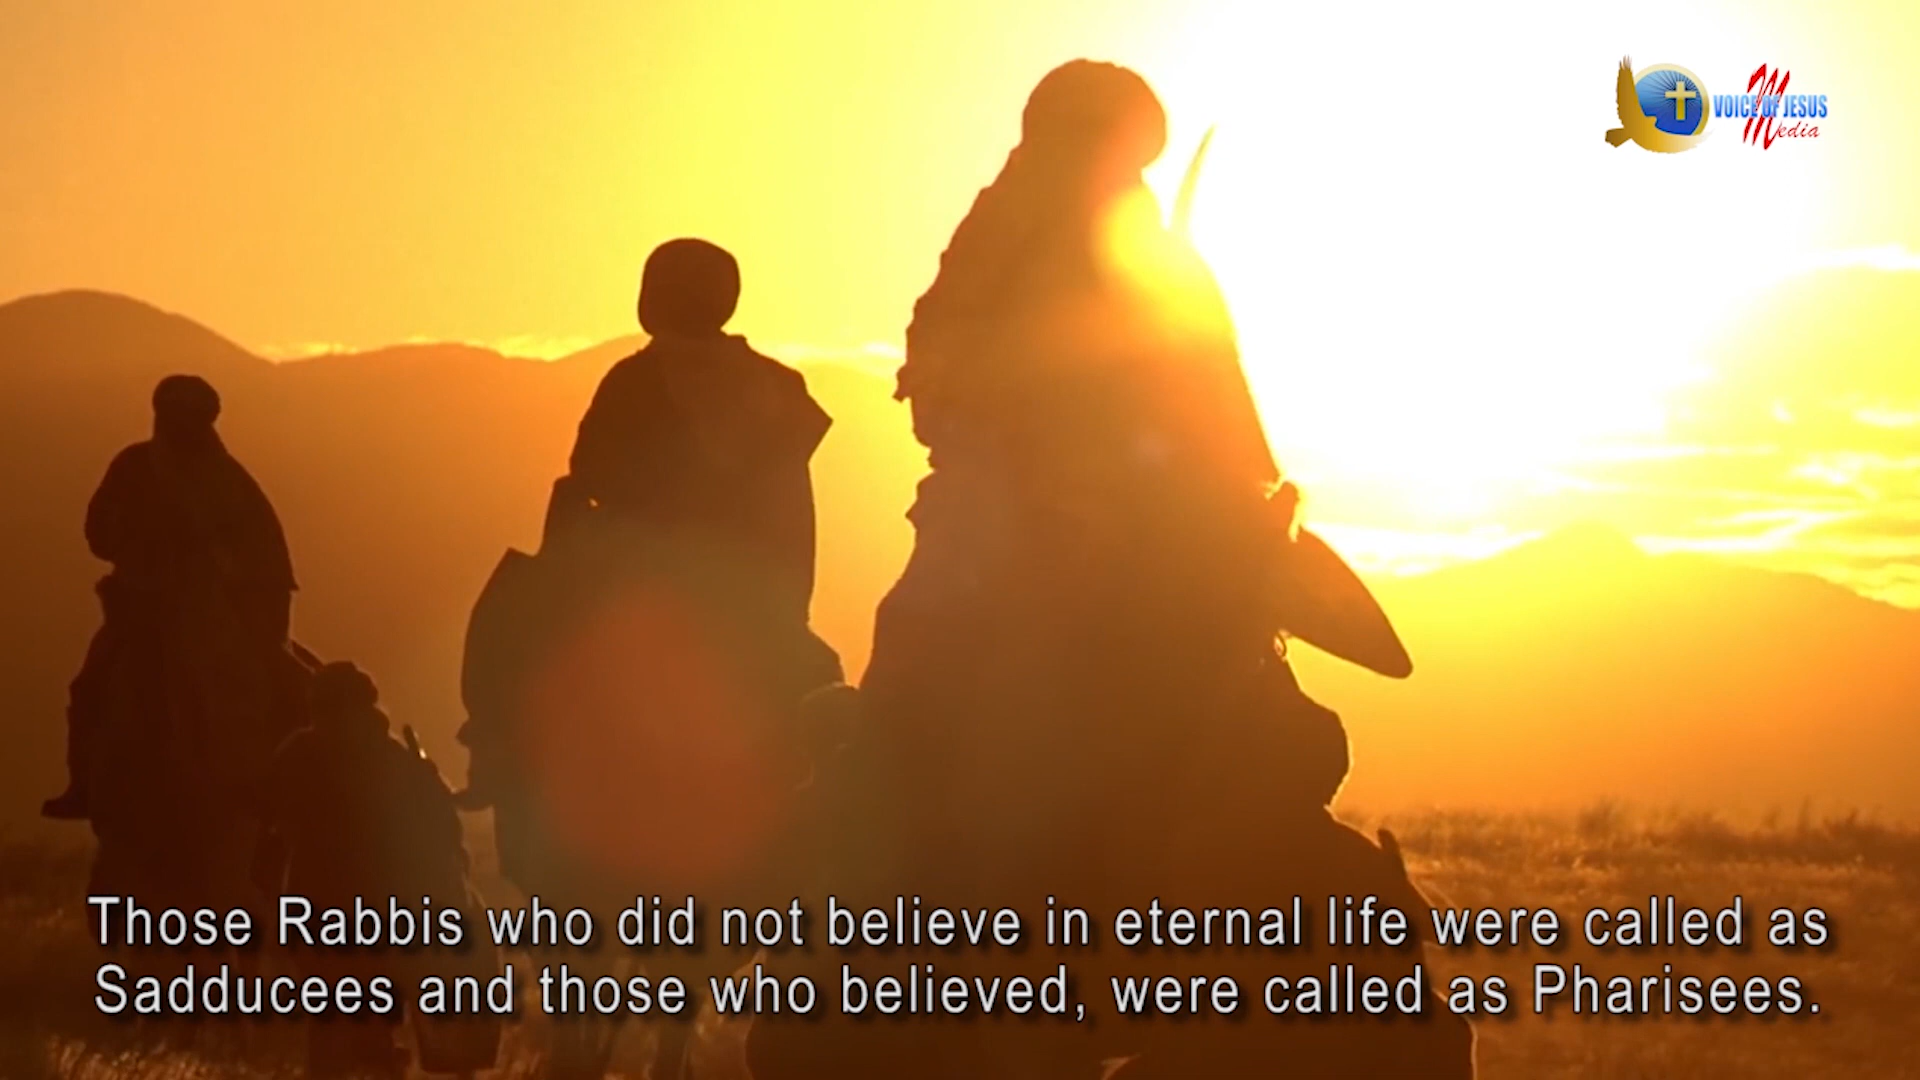 VOICE OF JESUS
Media
Those Rabbis who did not believe in eternal life were called as
Sadducees and those who believed, were called as Pharisees.